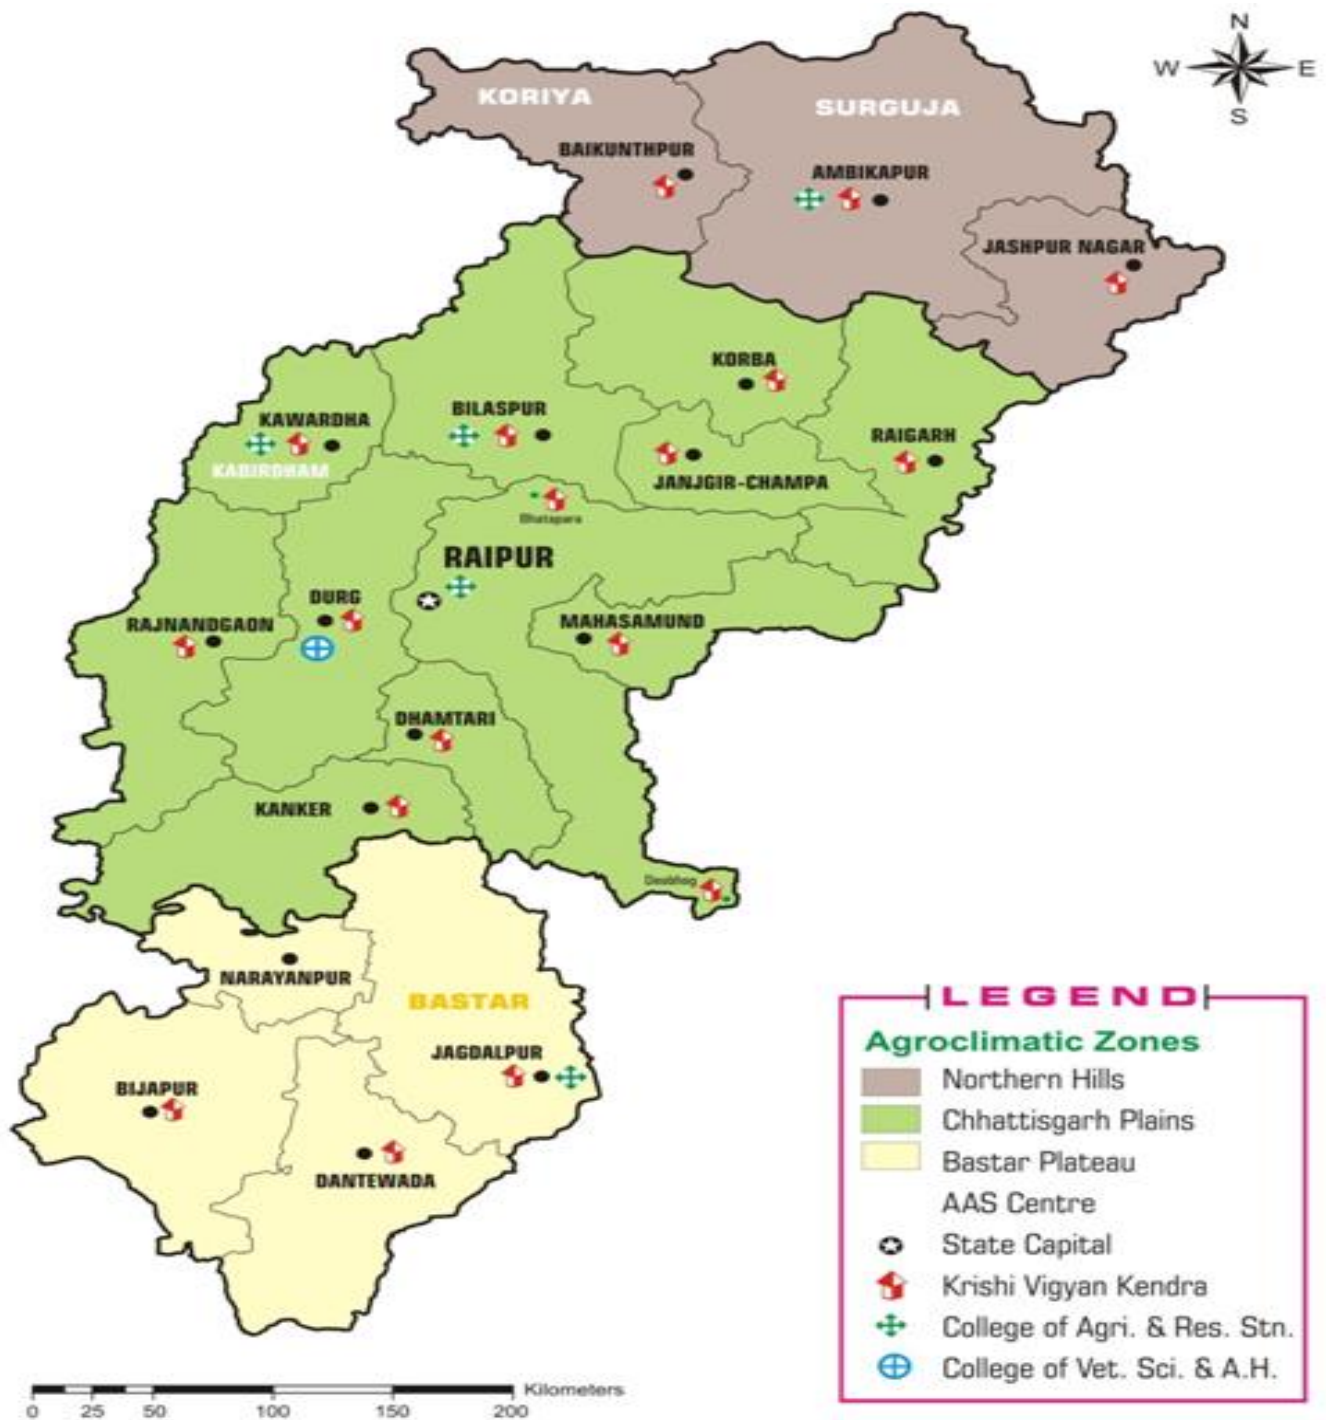 N
W E
S
KORIYA
SURGUJA
BAIKUNTHPUR
AMBIKAPUR
JASHPUR NAGAR
KORBA
BILASPUR
KAWARDHA
KABIRDHAM
RAIGARH
JANJGIR-CHAMPA
Bhatapara
RAIPUR
DURG
RAJNANDGAON
MAHASAMUND
DHAMTARI
KANKER
Deobhog
NARAYANPUR
BASTAR
JAGDALPUR
BIJAPUR
DANTEWADA
LEGEND
Agroclimatic Zones
Northern Hills
Chhattisgarh Plains
Bastar Plateau
AAS Centre
State Capital
Krishi Vigyan Kendra
College of Agri. & Res. Stn.
College of Vet. Sci. & A.H.
Kilometers
0 25 50 100 150 200